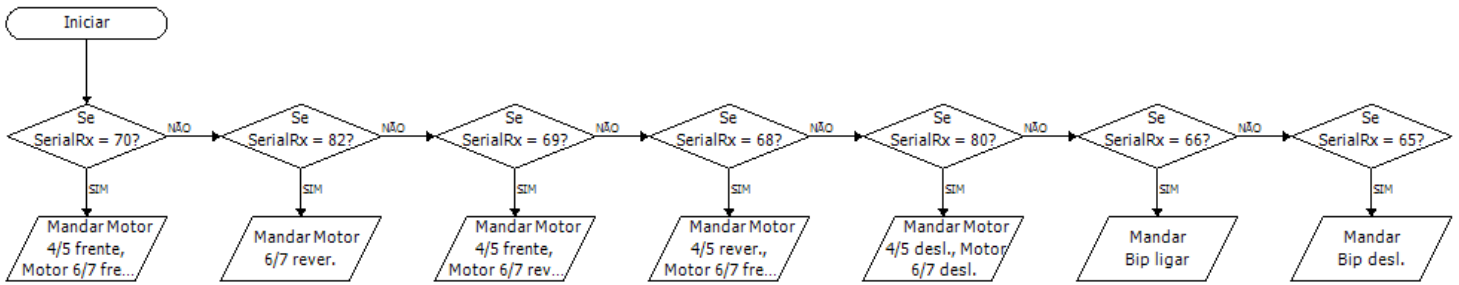 Iniciar
Se
SerialRx = 70?
NÃO
Se
SerialRx = 82?
NÃO
Se
SerialRx = 69?
NÃO
Se
SerialRx = 68?
NÃO
Se
SerialRx = 80?
NÃO
Se
SerialRx = 66?
NÃO
Se
SerialRx = 65?
SIM
SIM
SIM
SIM
SIM
SIM
SIM
Mandar Motor
4/5 frente,
Motor 6/7 fre...
Mandar Motor
6/7 rever.
Mandar Motor
4/5 frente,
Motor 6/7 rev...
Mandar Motor
4/5 rever.,
Motor 6/7 fre...
Mandar Motor
4/5 desl., Motor
6/7 desl.
Mandar
Bip ligar
Mandar
Bip desl.